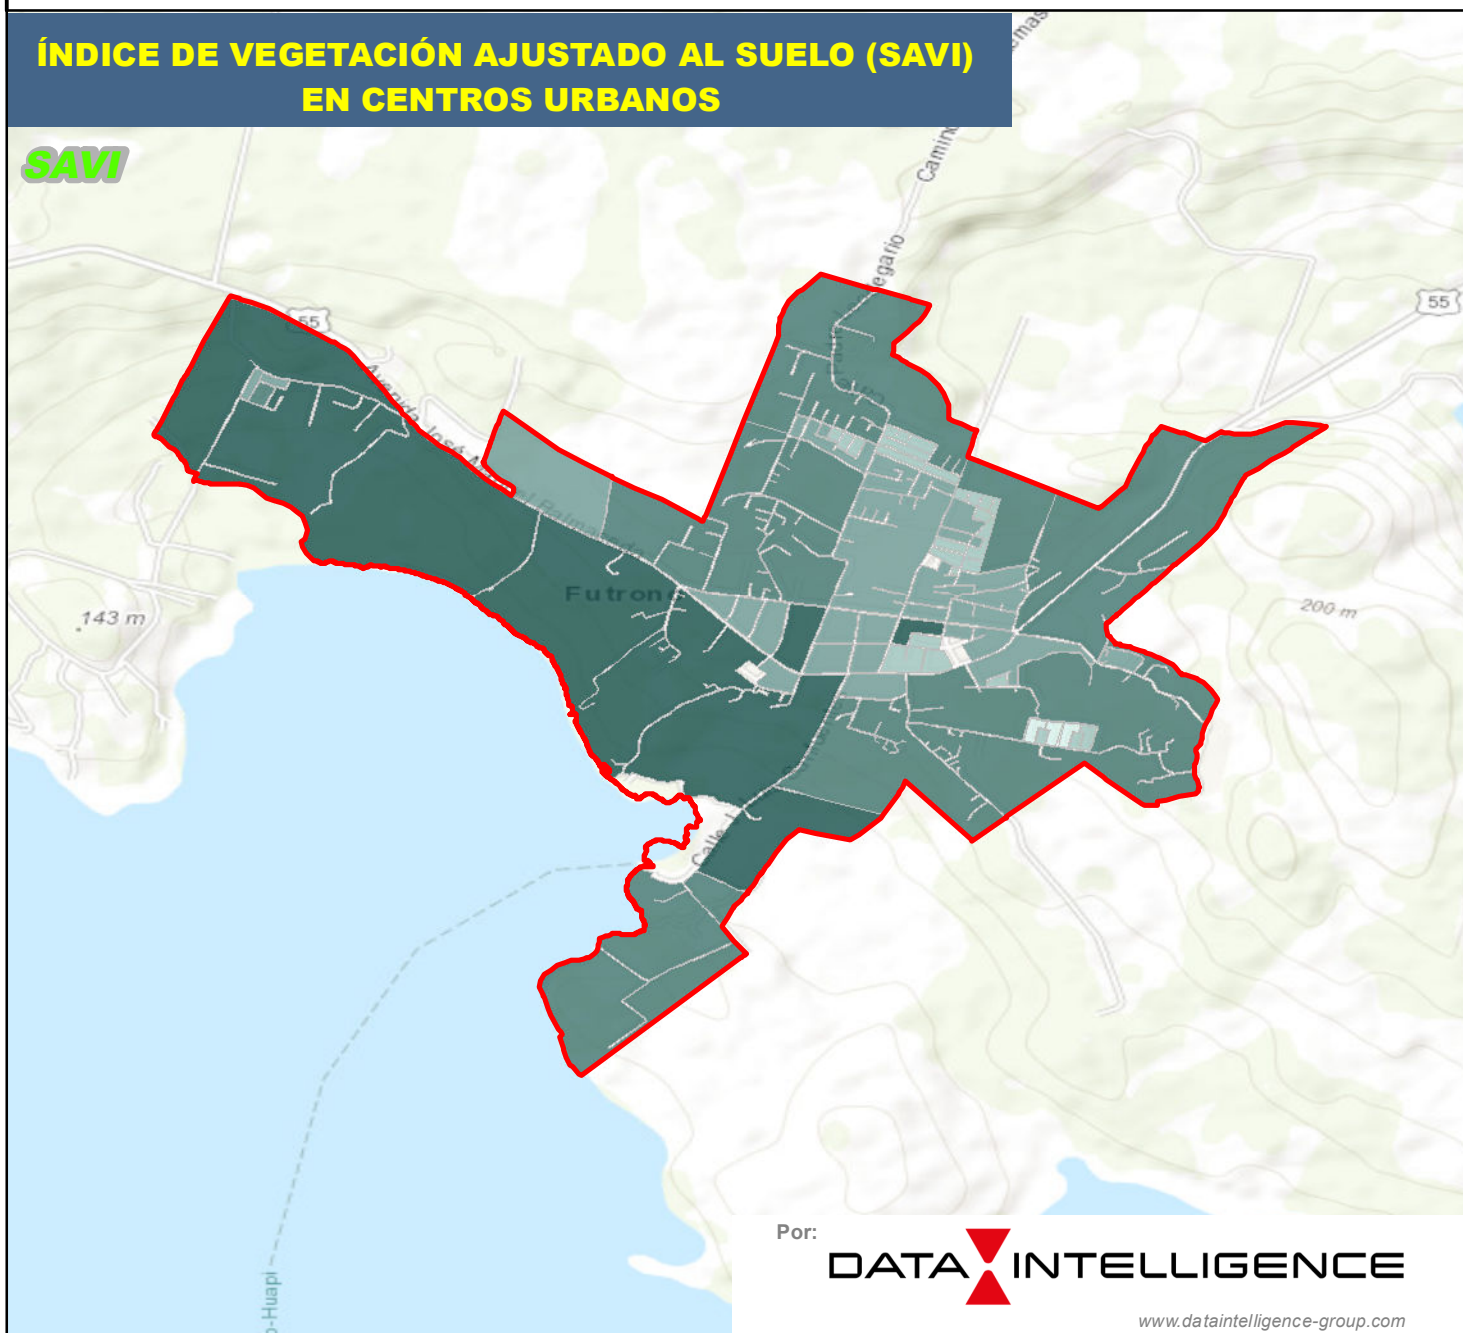 ÍNDICE DE VEGETACIÓN AJUSTADO AL SUELO (SAVI)
EN CENTROS URBANOS
SAVI
Camino
55
55
Futrono
143 m
200 m
Calle
o-Huapi
Por:
DATA INTELLIGENCE
www.dataintelligence-group.com